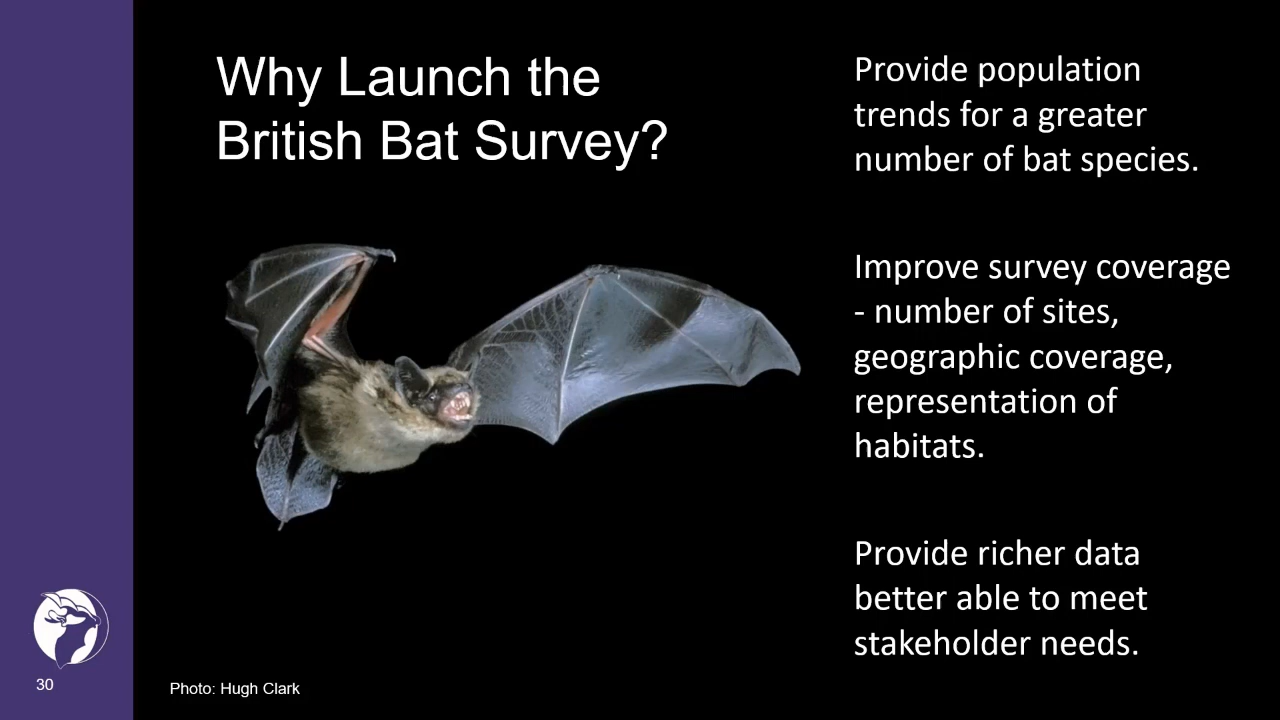 Why Launch the
British Bat Survey?
Provide population
trends for a greater
number of bat species.
Improve survey coverage
- number of sites,
geographic coverage,
representation of
habitats.
Provide richer data
better able to meet
stakeholder needs.
30
Photo: Hugh Clark